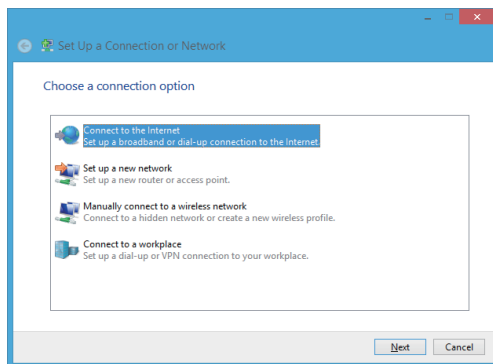 Set Up a Connection or Network
Choose a connection option
Connect to the Internet
Set up a broadband or dial-up connection to the Internet.
Set up a new network
Set up a new router or access point.
Manually connect to a wireless network
Connect to a hidden network or create a new wireless profile.
Connect to a workplace
Set up a dial-up or VPN connection to your workplace.
Next Cancel